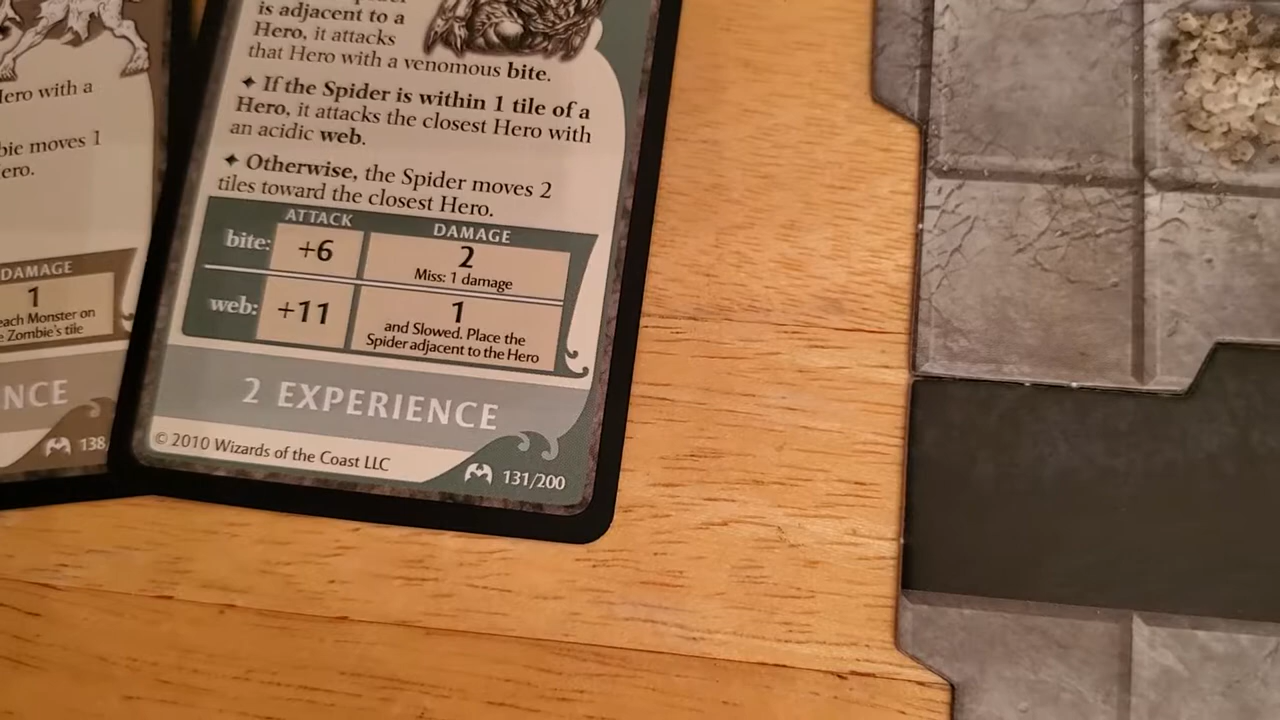 Hero with a
moves 1
DAMAGE
1
each Monster on
Zombie's tile
138
is adjacent to a
Hero, it attacks
that Hero with a venomous bite.
✦ If the Spider is within 1 tile of a
Hero, it attacks the closest Hero with
an acidic web.
✦ Otherwise, the Spider moves 2
tiles toward the closest Hero.
ATTACK DAMAGE
bite: +6 2
Miss: 1 damage
web: +11 1
and Slowed. Place the
Spider adjacent to the Hero
2 EXPERIENCE
© 2010 Wizards of the Coast LLC
131/200